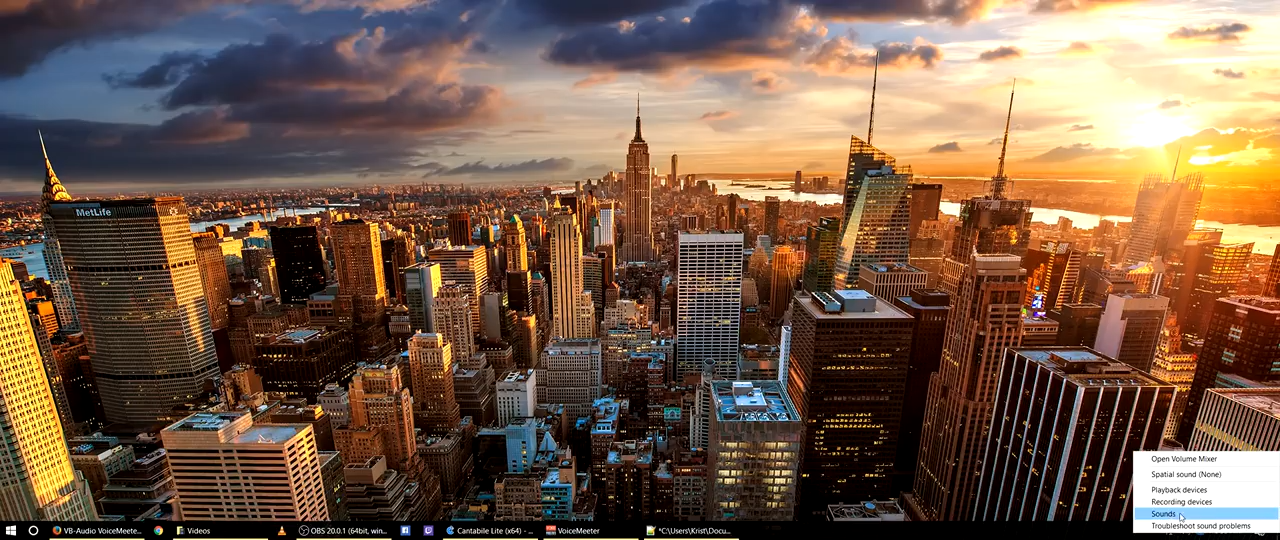 MetLife
Open Volume Mixer
Spatial sound (None)
Playback devices
Recording devices
Sounds
Troubleshoot sound problems
VB-Audio VoiceMeete...
Videos
OBS 20.0.1 (64bit, win...
Cantabile Lite (x64) - ...
VoiceMeeter
*C:\Users\Krist\Docu...